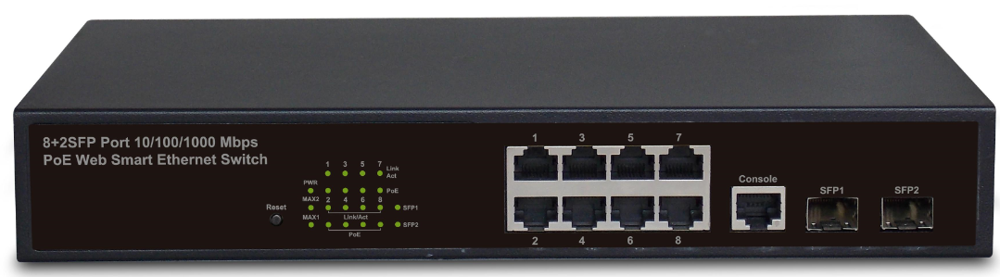 8+2SFP Port 10/100/1000 Mbps
PoE Web Smart Ethernet Switch
Reset
1 3 5 7 Link
Act
PWR
PoE
MAX2 2 4 6 8 SFP1
Link/Act
MAX1 SFP2
PoE
1 3 5 7
2 4 6 8
Console
SFP1
SFP2